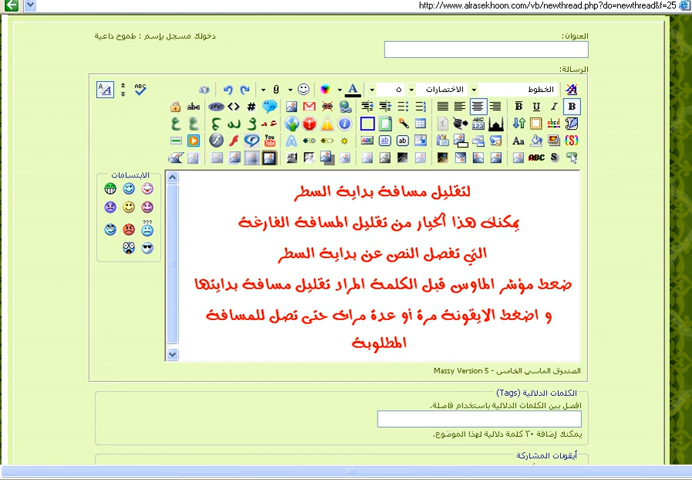 http://www.alrasekhoon.com/vb/newthread.php?do=newthread&f=25
دخولك مسجل بإسم : طموح داعية
العنوان:
الرسالة:
الخطوط
الاختصارات
٥
الابتسامات
لتقليل مسافة بداية السطر
يمكنك هذا الخيار من تقليل المسافة الفارغة
التي تفصل النص عن بداية السطر
ضغط مؤشر الماوس قبل الكلمة المراد تقليل مسافة بدايتها
و اضغط الايقونة مرة أو عدة مرات حتى تصل للمسافة
المطلوبة
الصندوق الماسي الخامس - Massy Version 5
الكلمات الدلالية (Tags)
افصل بين الكلمات الدلالية باستخدام فاصلة.
يمكنك إضافة ٢٠ كلمة دلالية لهذا الموضوع.
أيقونات المشاركة